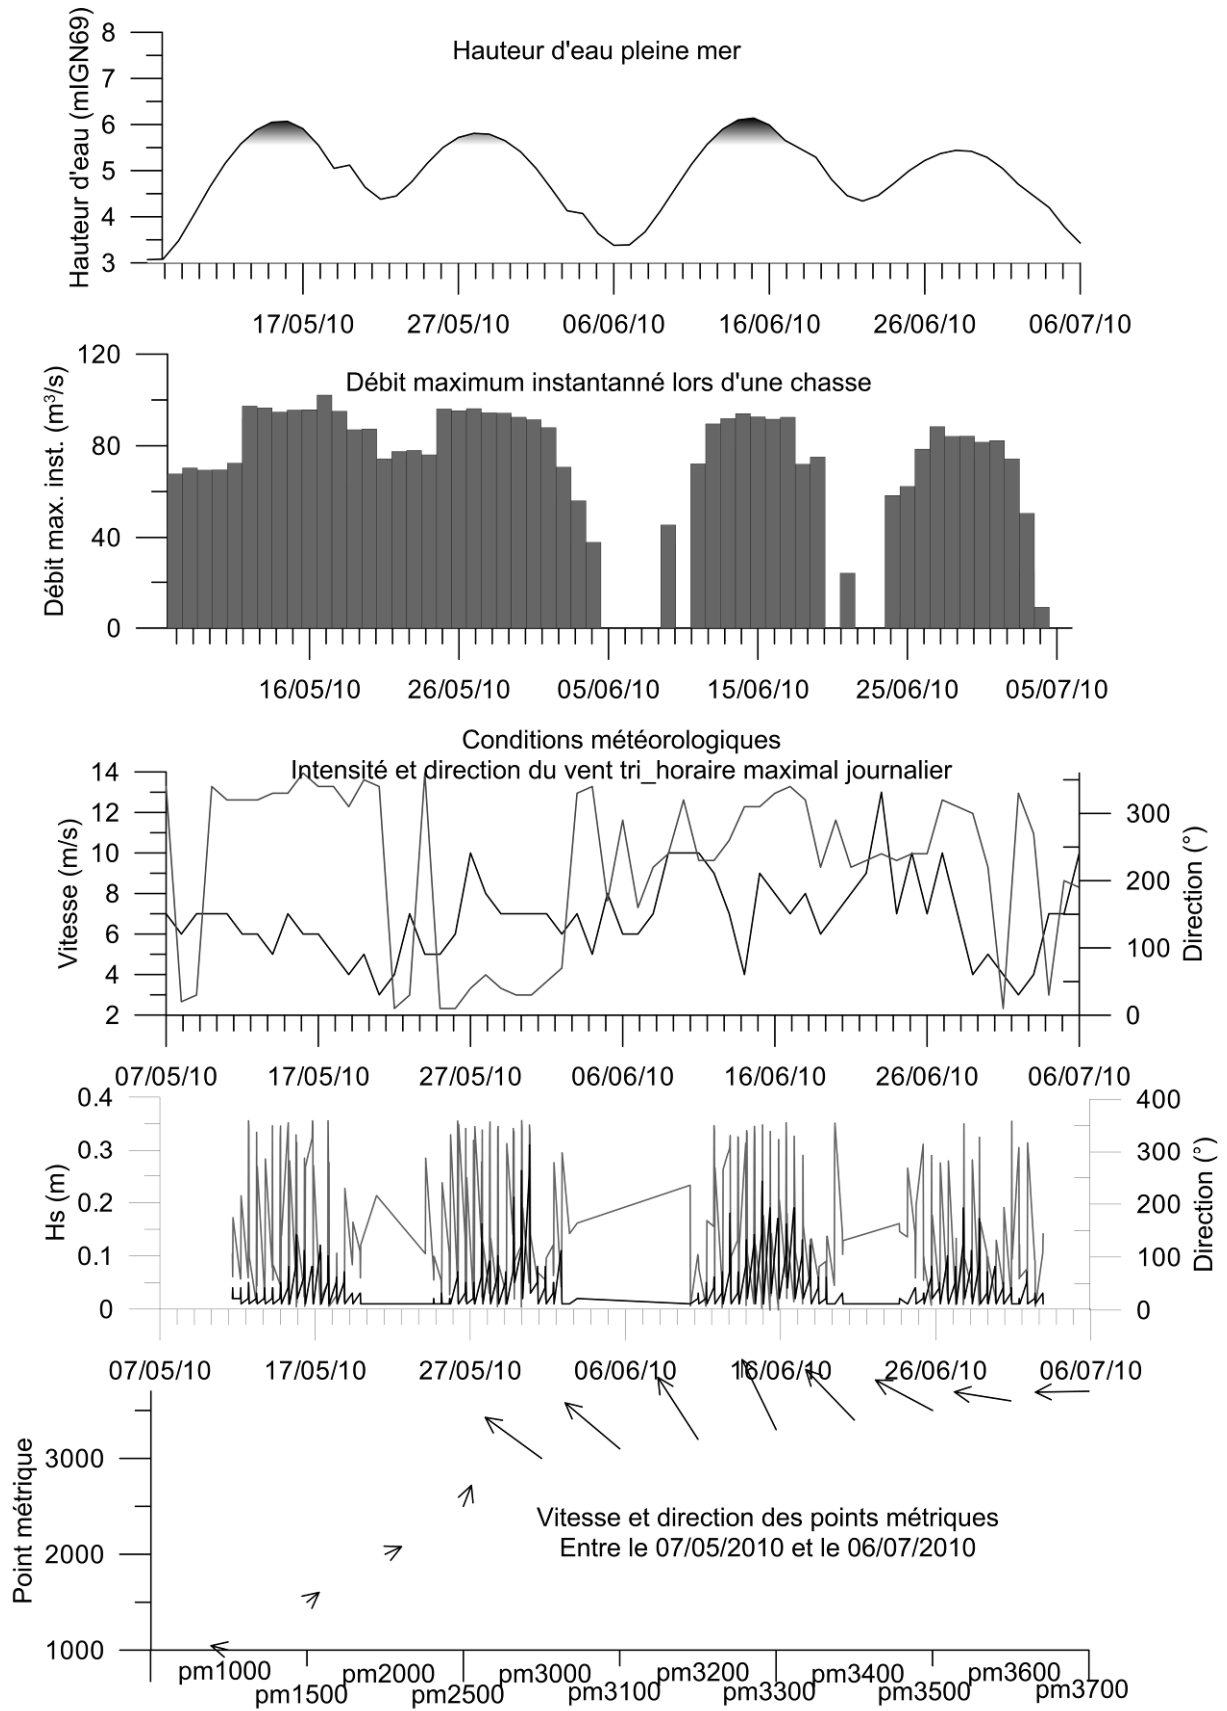 Hauteur d'eau pleine mer
Hauteur d'eau (mIGN69)
8
7
6
5
4
3
17/05/10 27/05/10 06/06/10 16/06/10 26/06/10 06/07/10
Débit maximum instantanné lors d'une chasse
Débit max. inst. (m³/s)
120
80
40
0
16/05/10 26/05/10 05/06/10 15/06/10 25/06/10 05/07/10
Conditions météorologiques
Intensité et direction du vent tri_horaire maximal journalier
Vitesse (m/s)
14
12
10
8
6
4
2
300
200
100
0
Direction (°)
07/05/10 17/05/10 27/05/10 06/06/10 16/06/10 26/06/10 06/07/10
Hs (m)
0.4
0.3
0.2
0.1
0
400
300
200
100
0
Direction (°)
07/05/10 17/05/10 27/05/10 06/06/10 16/06/10 26/06/10 06/07/10
Point métrique
3000
2000
1000
Vitesse et direction des points métriques
Entre le 07/05/2010 et le 06/07/2010
pm1000 pm2000 pm3000 pm3200 pm3400 pm3600
pm1500 pm2500 pm3100 pm3300 pm3500 pm3700